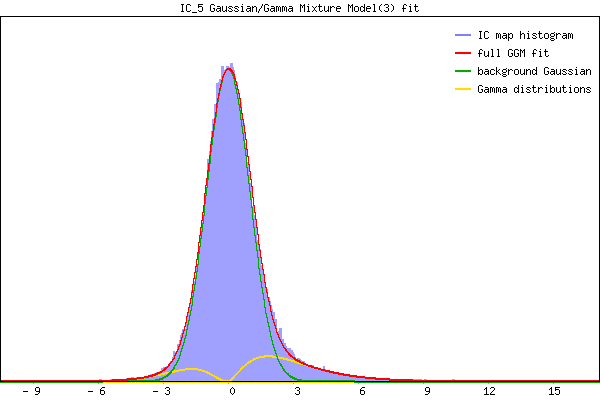 IC_5 Gaussian/Gamma Mixture Model(3) fit
IC map histogram
full GGM fit
background Gaussian
Gamma distributions
-9 -6 -3 0 3 6 9 12 15